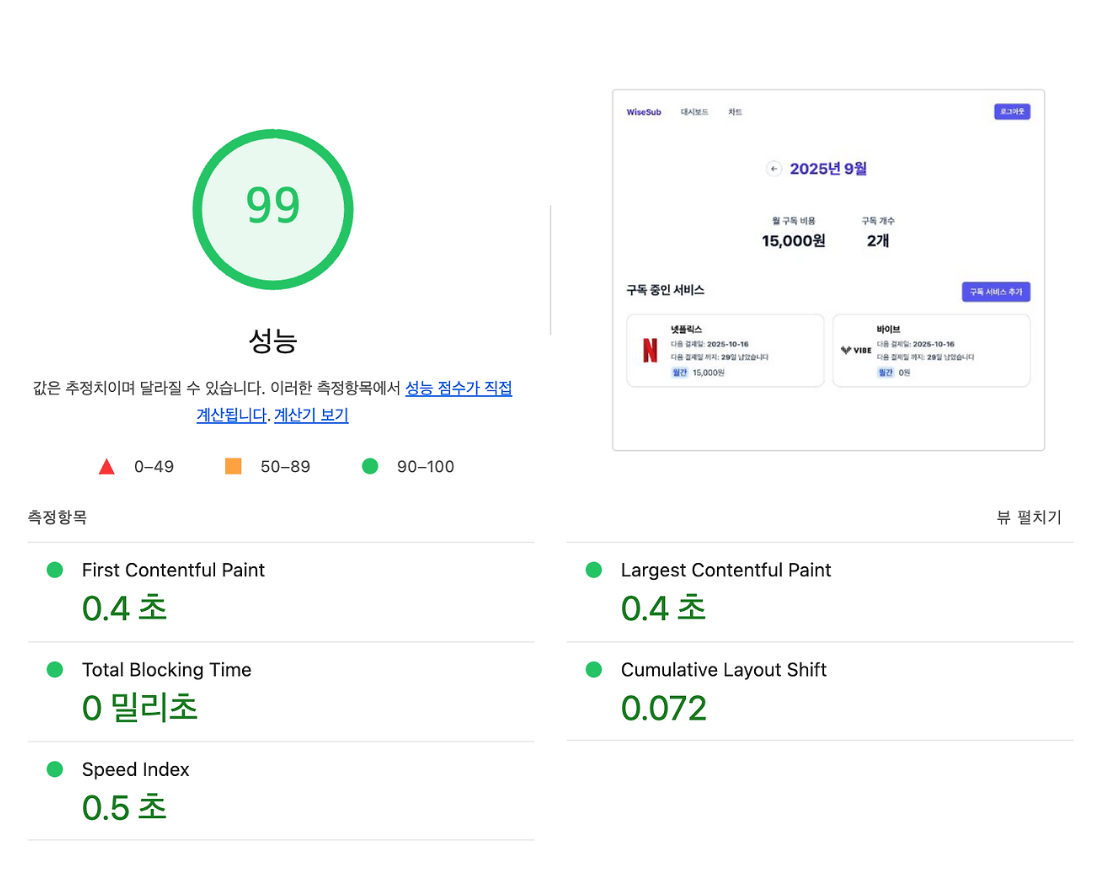 99
성능
값은 추정치이며 달라질 수 있습니다. 이러한 측정항목에서 성능 점수가 직접
계산됩니다. 계산기 보기
0–49
50–89
90–100
WiseSub 대시보드 차트 로그아웃
← 2025년 9월
월 구독 비용 구독 개수
15,000원 2개
구독 중인 서비스 구독 서비스 추가
넷플릭스
다음 결제일: 2025-10-16
다음 결제일 까지: 29일 남았습니다
월간 15,000원
VIBE
바이브
다음 결제일: 2025-10-16
다음 결제일 까지: 29일 남았습니다
월간 0원
측정항목
뷰 펼치기
First Contentful Paint
0.4 초
Largest Contentful Paint
0.4 초
Total Blocking Time
0 밀리초
Cumulative Layout Shift
0.072
Speed Index
0.5 초